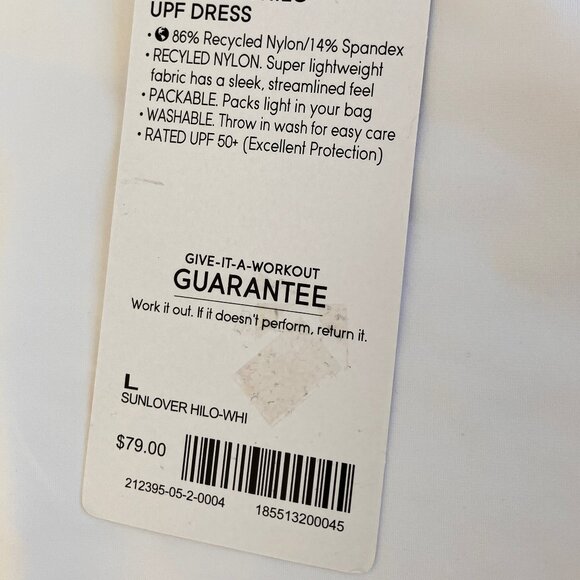 UPF DRESS
• 86% Recycled Nylon/14% Spandex
• RECYLED NYLON. Super lightweight
fabric has a sleek, streamlined feel
• PACKABLE. Packs light in your bag
• WASHABLE. Throw in wash for easy care
• RATED UPF 50+ (Excellent Protection)
GIVE-IT-A-WORKOUT
GUARANTEE
Work it out. If it doesn't perform, return it.
L
SUNLOVER HILO-WHI
$79.00
212395-05-2-0004
185513200045